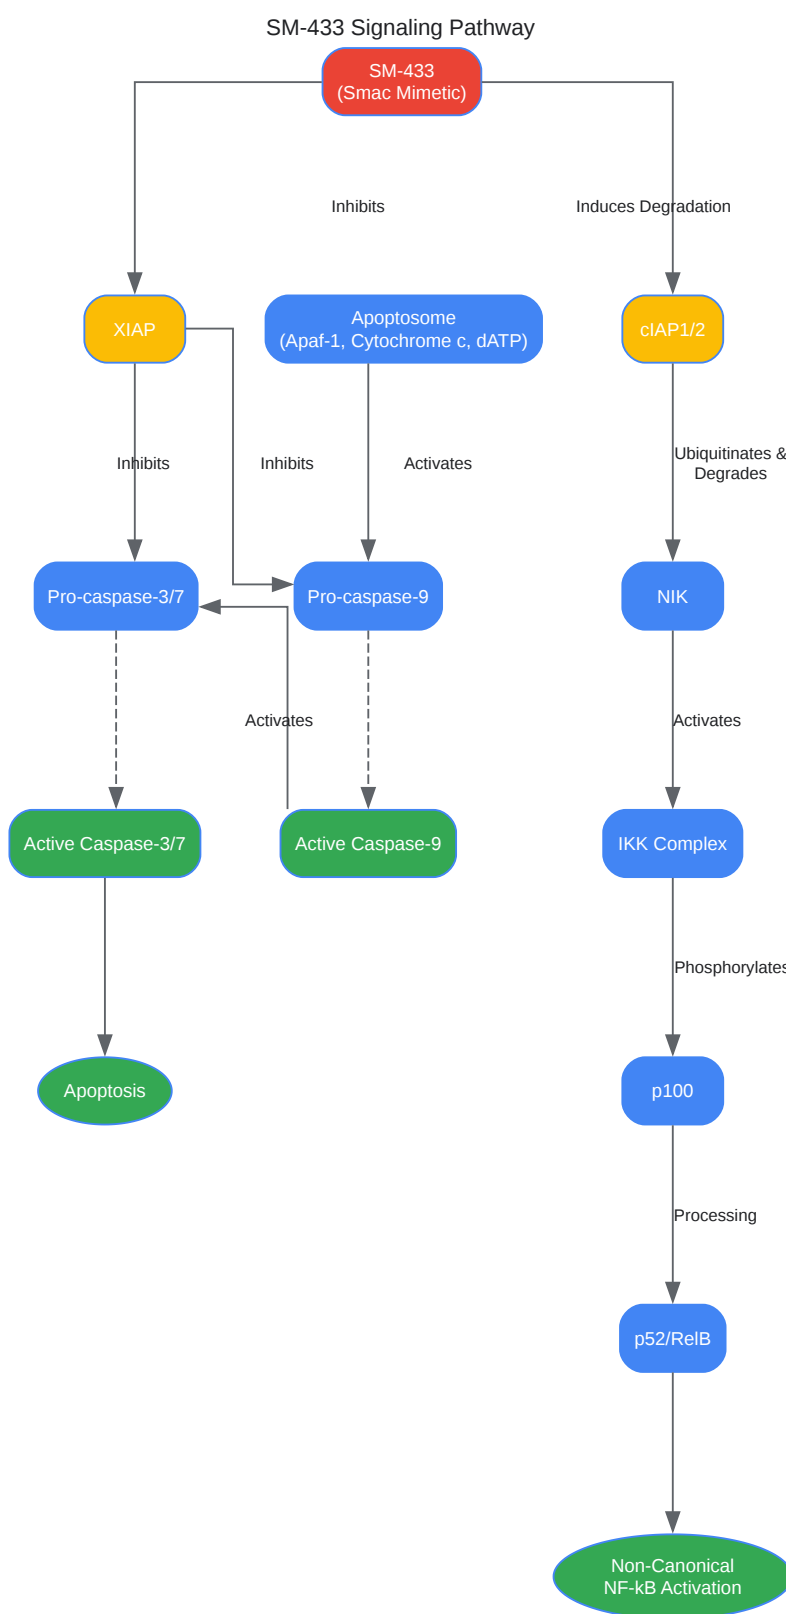 SM-433 Signaling Pathway
SM-433
(Smac Mimetic)
Inhibits
Induces Degradation
XIAP
Apoptosome
(Apaf-1, Cytochrome c, dATP)
cIAP1/2
Inhibits
Inhibits
Activates
Ubiquitinates &
Degrades
Pro-caspase-3/7
Pro-caspase-9
NIK
Activates
Activates
Active Caspase-3/7
Active Caspase-9
IKK Complex
Phosphorylates
Apoptosis
p100
Processing
p52/RelB
Non-Canonical
NF-kB Activation